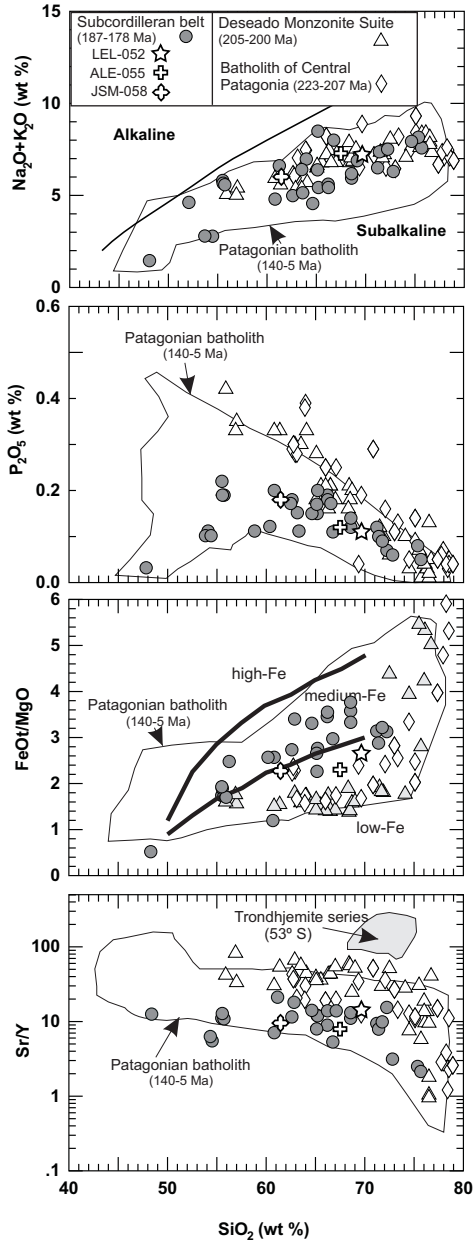 Subcordilleran belt
(187-178 Ma)
LEL-052
ALE-055
JSM-058
Deseado Monzonite Suite
(205-200 Ma)
Batholith of Central
Patagonia (223-207 Ma)
15
10
5
0
Na2O+K2O (wt %)
Alkaline
Subalkaline
Patagonian batholith
(140-5 Ma)
0.6
0.4
0.2
0.0
P2O5 (wt %)
Patagonian batholith
(140-5 Ma)
6
5
4
3
2
1
0
FeOt/MgO
high-Fe
medium-Fe
low-Fe
Patagonian batholith
(140-5 Ma)
100
10
1
.1
Sr/Y
Trondhjemite series
(53º S)
Patagonian batholith
(140-5 Ma)
40 50 60 70 80
SiO2 (wt %)